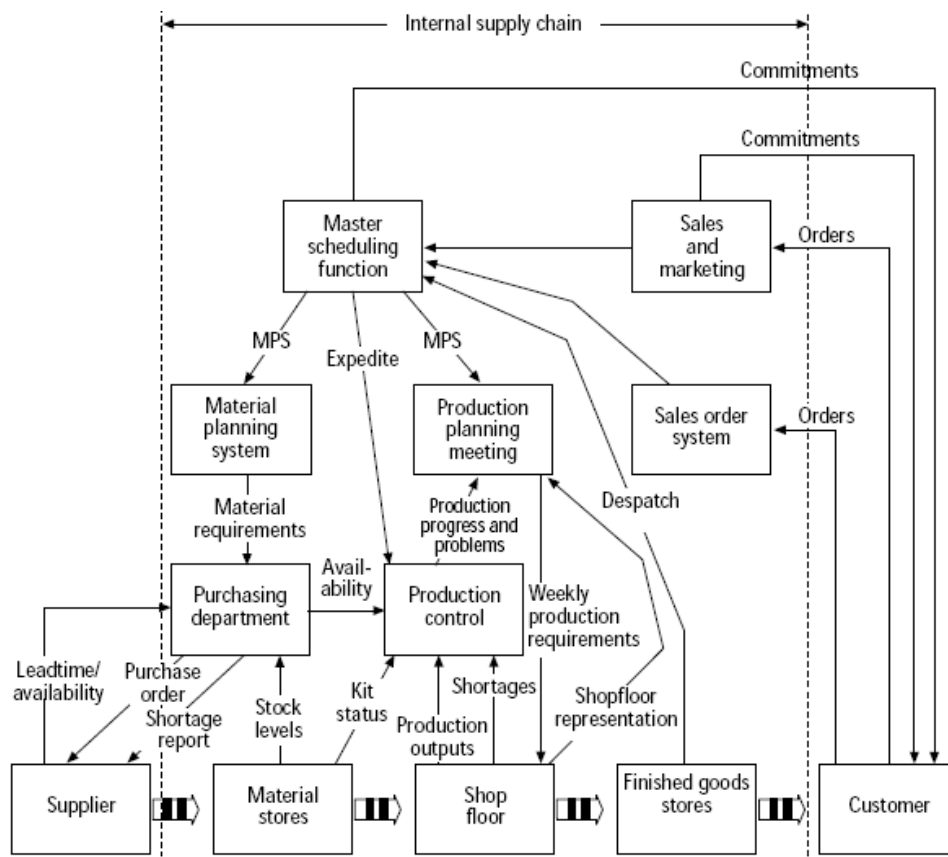 Internal supply chain
Commitments
Commitments
Master
scheduling
function
Sales
and
marketing
Orders
MPS
Expedite
MPS
Material
planning
system
Production
planning
meeting
Sales order
system
Orders
Material
requirements
Production
progress and
problems
Despatch
Avail-
ability
Purchasing
department
Production
control
Weekly
production
requirements
Leadtime/
availability
Purchase
order
Shortage
report
Stock
levels
Kit
status
Shortages
Production
outputs
Shopfloor
representation
Supplier
Material
stores
Shop
floor
Finished goods
stores
Customer